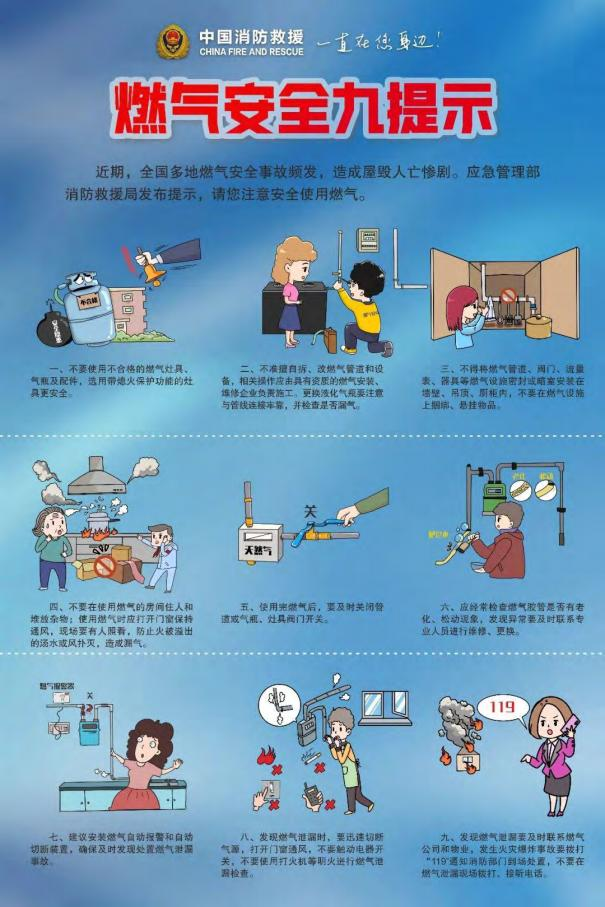 中国消防救援
CHINA FIRE AND RESCUE
一直在您身边!
燃气安全九提示
近期，全国多地燃气安全事故频发，造成屋毁人亡惨剧。应急管理部
消防救援局发布提示，请您注意安全使用燃气。
不合格
一、不要使用不合格的燃气灶具、
气瓶及配件，选用带熄火保护功能的灶
具更安全。
二、不准擅自拆、改燃气管道和设
备，相关操作应由具有资质的燃气安装、
维修企业负责施工。更换液化气瓶要注意
与管线连接牢靠，并检查是否漏气。
三、不得将燃气管道、阀门、流量
表、器具等燃气设施密封或暗室安装在
墙壁、吊顶、厨柜内，不要在燃气设施
上捆绑、悬挂物品。
关
天然气
肥皂水
老化
松动
四、不要在使用燃气的房间住人和
堆放杂物；使用燃气时应打开门窗保持
通风，现场要有人照看，防止火被溢出
的汤水或风扑灭，造成漏气。
五、使用完燃气后，要及时关闭管
道或气瓶、灶具阀门开关。
六、应经常检查燃气胶管是否有老
化、松动现象，发现异常要及时联系专
业人员进行维修、更换。
燃气报警器
关
119
七、建议安装燃气自动报警和自动
切断装置，确保及时发现处置燃气泄漏
事故。
八、发现燃气泄漏时，要迅速切断
气源，打开门窗通风，不要触动电器开
关，不要使用打火机等明火进行燃气泄
漏检查。
九、发现燃气泄漏要及时联系燃气
公司和物业，发生火灾爆炸事故要拨打
“119”通知消防部门到场处置，不要在
燃气泄漏现场拨打、接听电话。